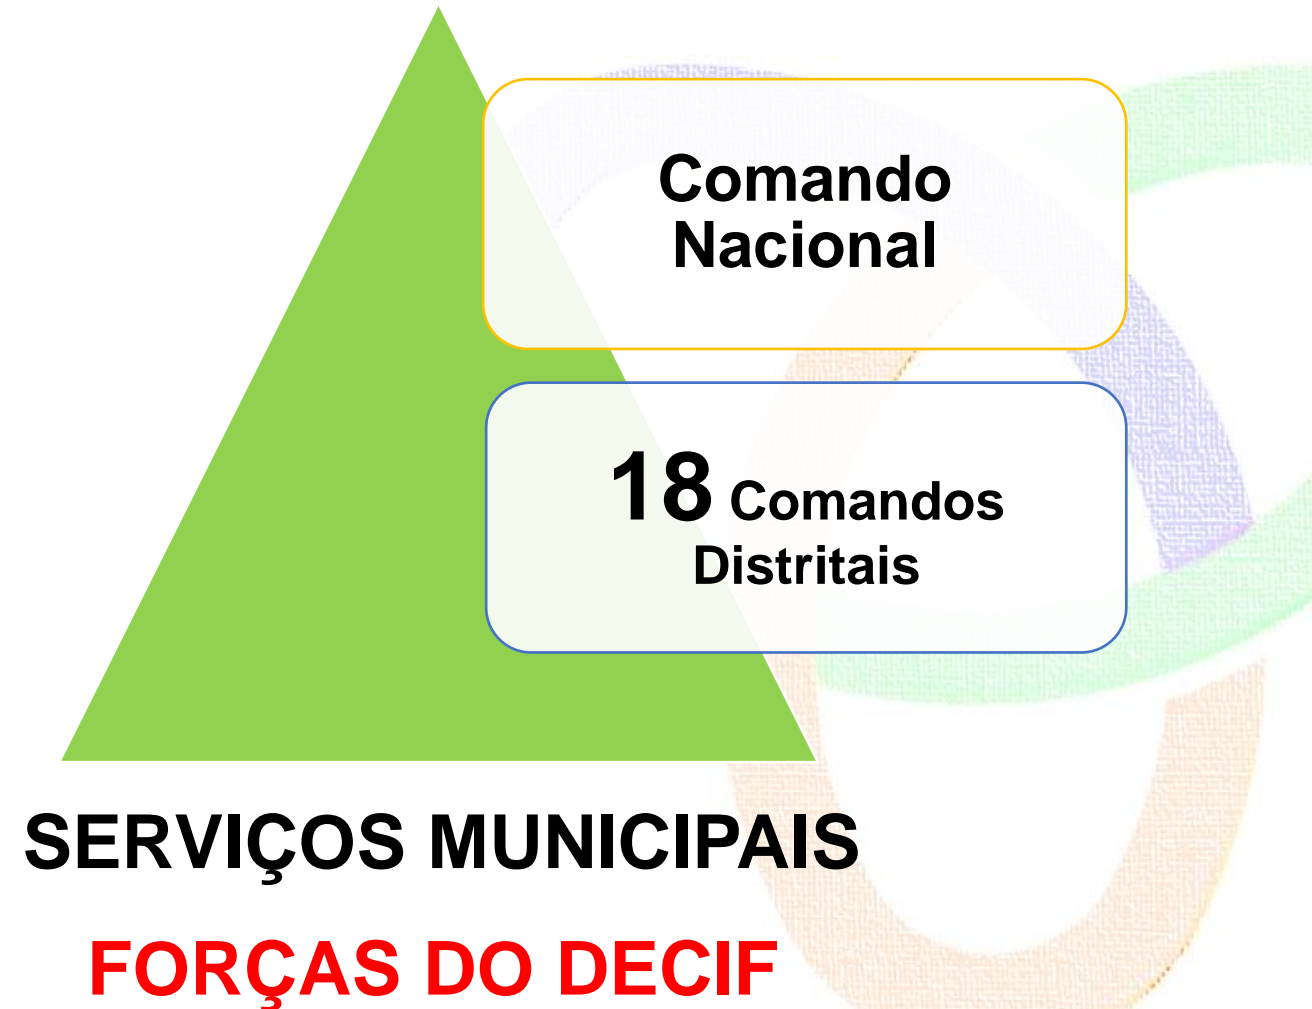 Comando
Nacional
18 Comandos
Distritais
SERVIÇOS MUNICIPAIS
FORÇAS DO DECIF